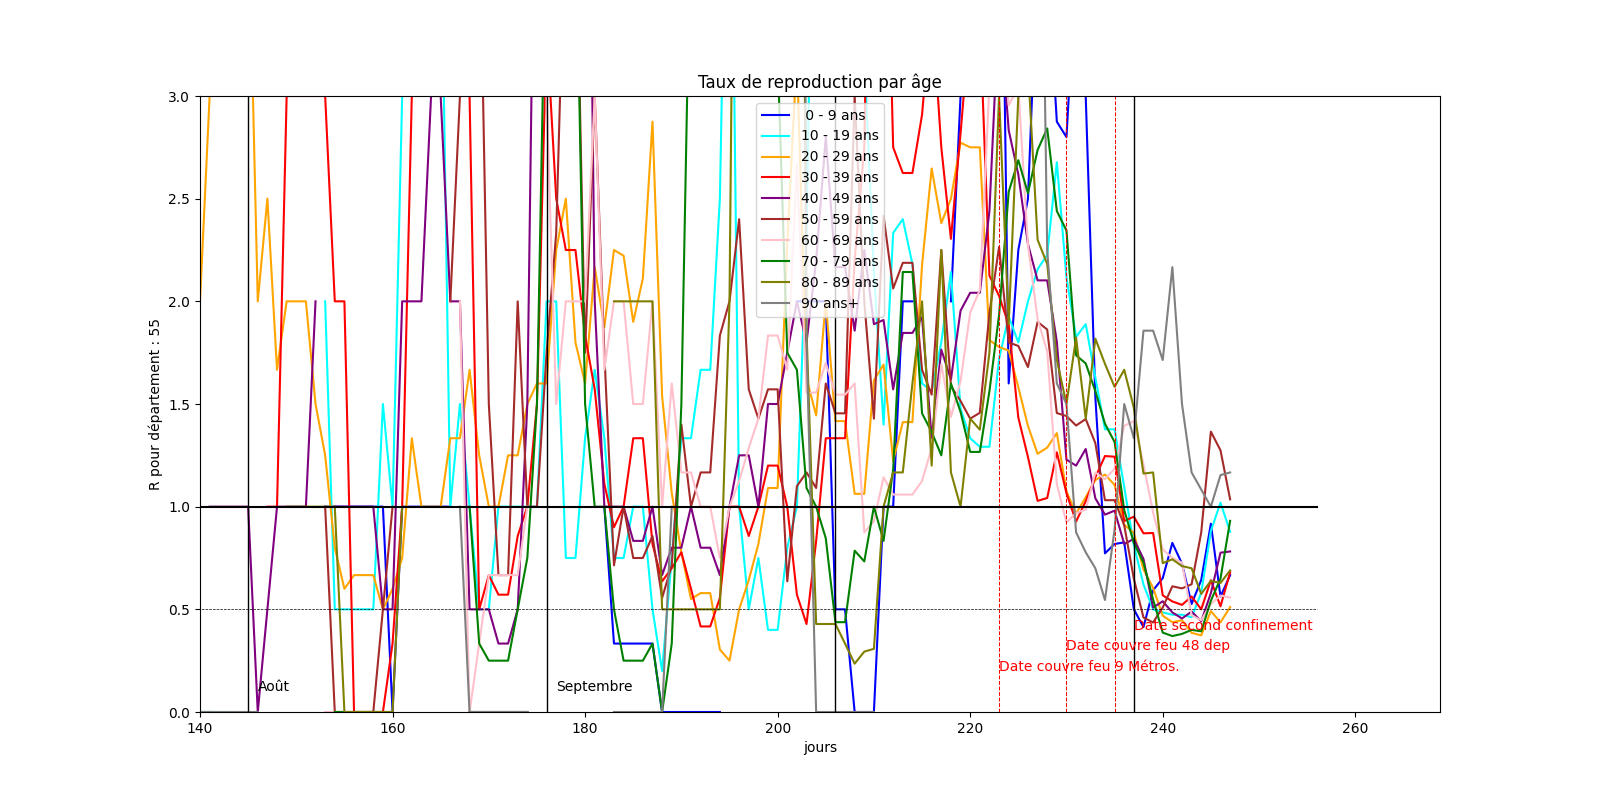 Taux de reproduction par âge
R pour département : 55
3.0
2.5
2.0
1.5
1.0
0.5
0.0
0 - 9 ans
10 - 19 ans
20 - 29 ans
30 - 39 ans
40 - 49 ans
50 - 59 ans
60 - 69 ans
70 - 79 ans
80 - 89 ans
90 ans+
Date second confinement
Date couvre feu 48 dep
Date couvre feu 9 Métros.
Août
Septembre
140
160
180
200
220
240
260
jours